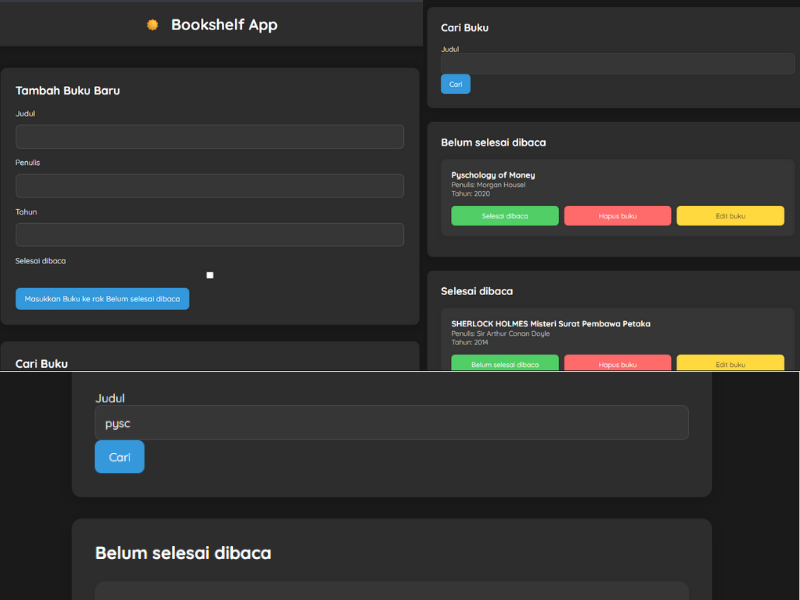 Bookshelf App
Tambah Buku Baru
Judul
Penulis
Tahun
Selesai dibaca
Masukkan Buku ke rak Belum selesai dibaca
Cari Buku
Cari Buku
Judul
Cari
Belum selesai dibaca
Pyschology of Money
Penulis: Morgan Housel
Tahun: 2020
Selesai dibaca
Hapus buku
Edit buku
Selesai dibaca
SHERLOCK HOLMES Misteri Surat Pembawa Petaka
Penulis: Sir Arthur Conan Doyle
Tahun: 2014
Belum selesai dibaca
Hapus buku
Edit buku
Judul
pysc
Cari
Belum selesai dibaca